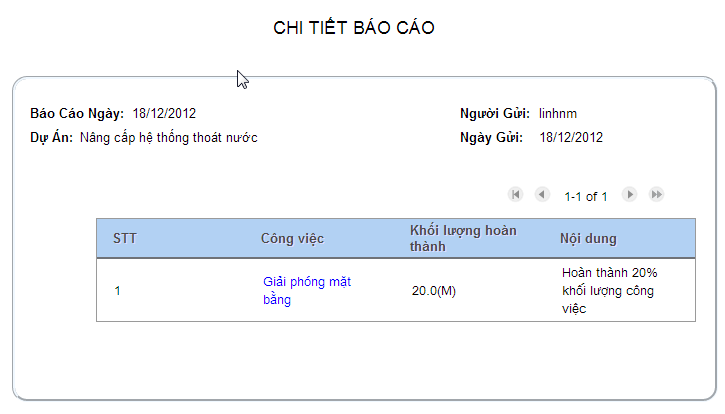 CHI TIẾT BÁO CÁO
Báo Cáo Ngày: 18/12/2012 Người Gửi: linhnm
Dự Án: Nâng cấp hệ thống thoát nước Ngày Gửi: 18/12/2012
1-1 of 1
STT Công việc Khối lượng hoàn thành Nội dung
1 Giải phóng mặt bằng 20.0(M) Hoàn thành 20% khối lượng công việc